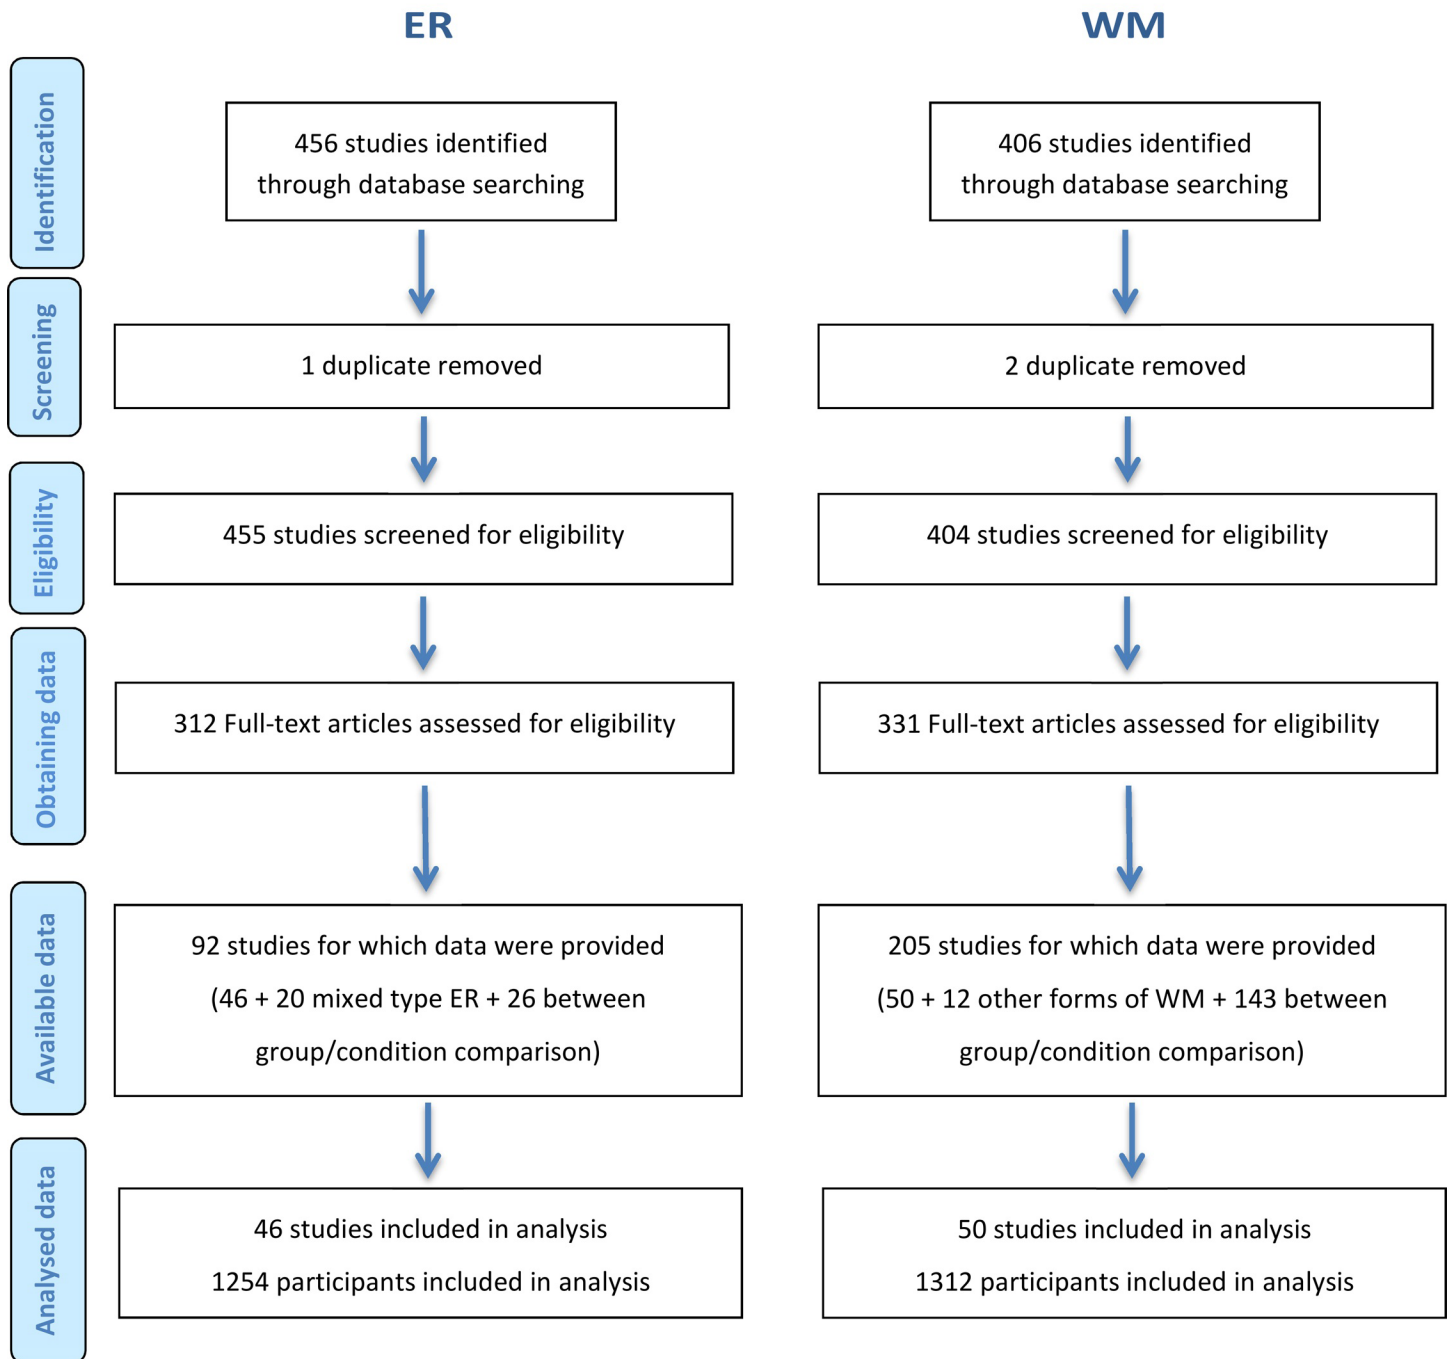 ER
WM
Identification
456 studies identified
through database searching
406 studies identified
through database searching
Screening
1 duplicate removed
2 duplicate removed
Eligibility
455 studies screened for eligibility
404 studies screened for eligibility
Obtaining data
312 Full-text articles assessed for eligibility
331 Full-text articles assessed for eligibility
Available data
92 studies for which data were provided
(46 + 20 mixed type ER + 26 between
group/condition comparison)
205 studies for which data were provided
(50 + 12 other forms of WM + 143 between
group/condition comparison)
Analysed data
46 studies included in analysis
1254 participants included in analysis
50 studies included in analysis
1312 participants included in analysis